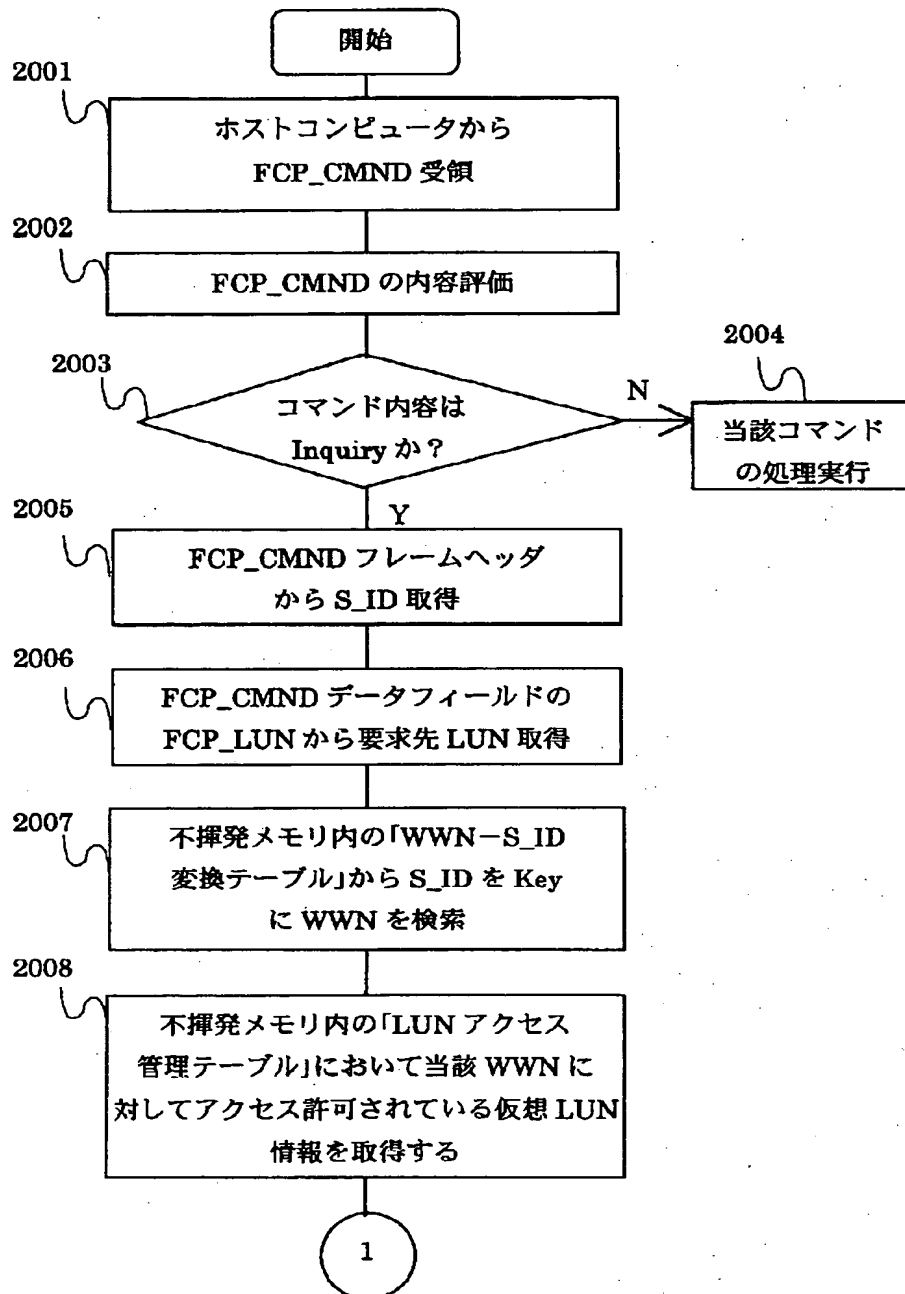 開始
2001
ホストコンピュータから
FCP_CMND 受領
2002
FCP_CMND の内容評価
2003
コマンド内容は
Inquiry か？
N
2004
当該コマンド
の処理実行
Y
2005
FCP_CMND フレームヘッダ
から S_ID 取得
2006
FCP_CMND データフィールドの
FCP_LUN から要求先 LUN 取得
2007
不揮発メモリ内の「WWN－S_ID
変換テーブル」から S_ID を Key
に WWN を検索
2008
不揮発メモリ内の「LUN アクセス
管理テーブル」において当該 WWN に
対してアクセス許可されている仮想 LUN
情報を取得する
1